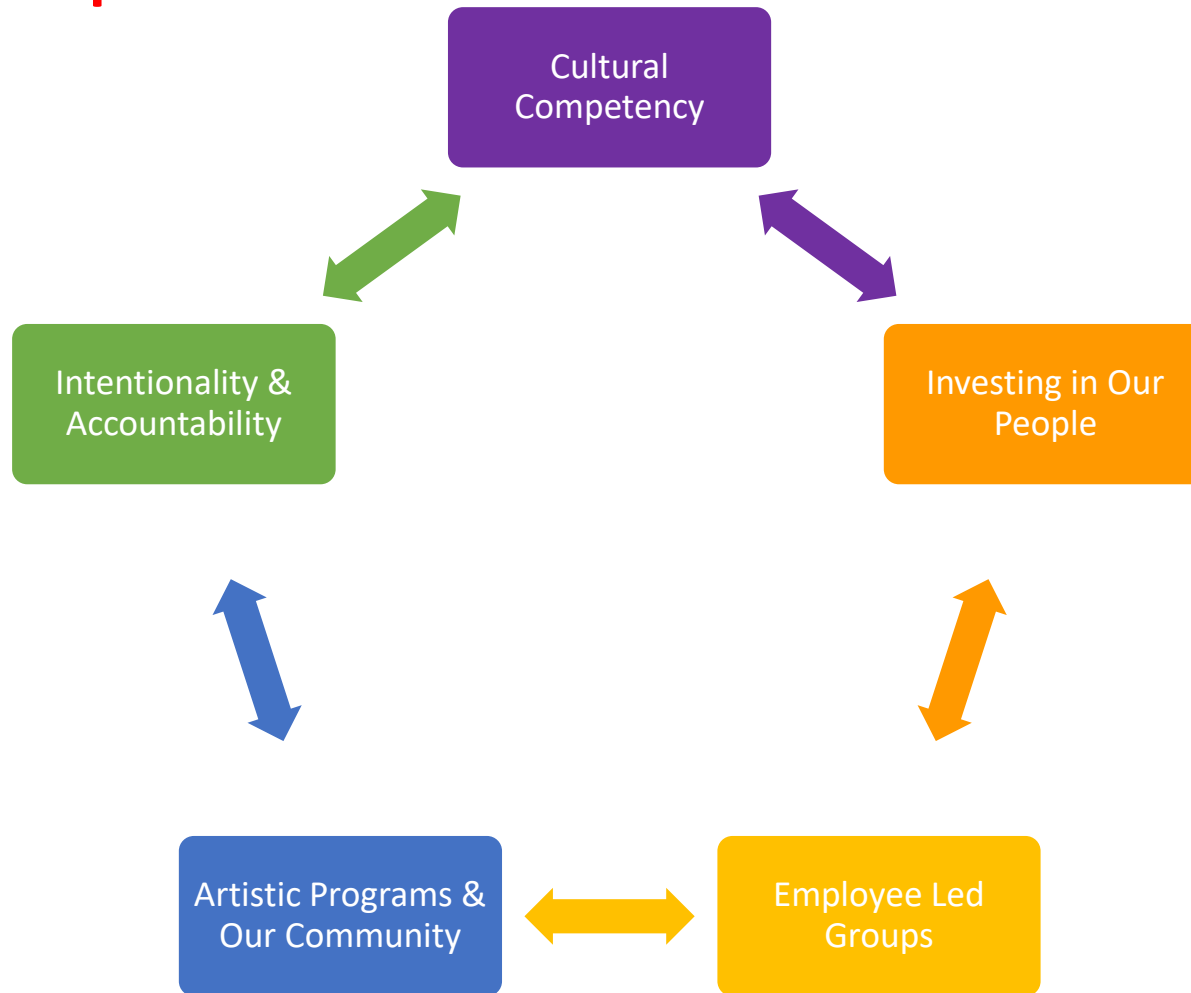 Cultural
Competency
Intentionality &
Accountability
Investing in Our
People
Artistic Programs &
Our Community
Employee Led
Groups